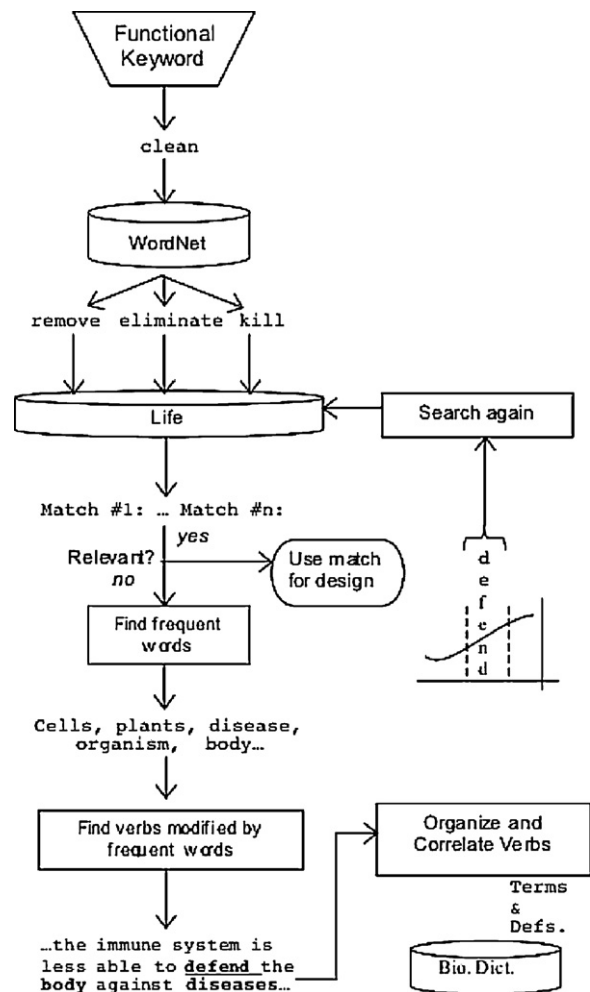 Functional
Keyword
clean
WordNet
remove eliminate kill
Life
Search again
Match #1: … Match #n:
yes
Relevant?
no
Use match
for design
defend
Find frequent
words
Cells, plants, disease,
organism, body…
Find verbs modified by
frequent words
Organize and
Correlate Verbs
Terms
&
Defs.
Bio. Dict.
…the immune system is
less able to defend the
body against diseases…